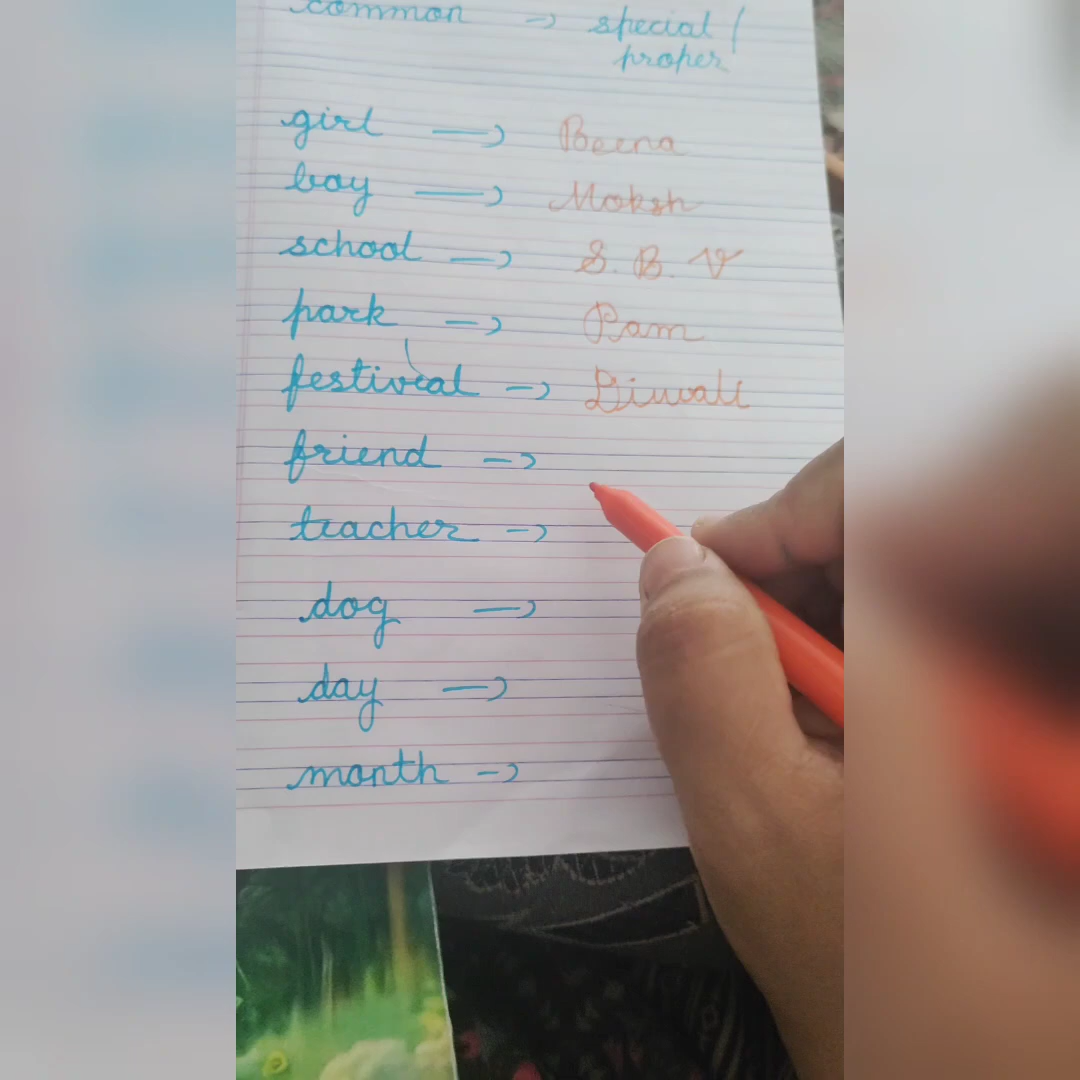 common → special /
proper
girl → Beena
boy → Moksh
school → S. B. V
park → Ram
festival → Diwali
friend →
teacher →
dog →
day →
month →